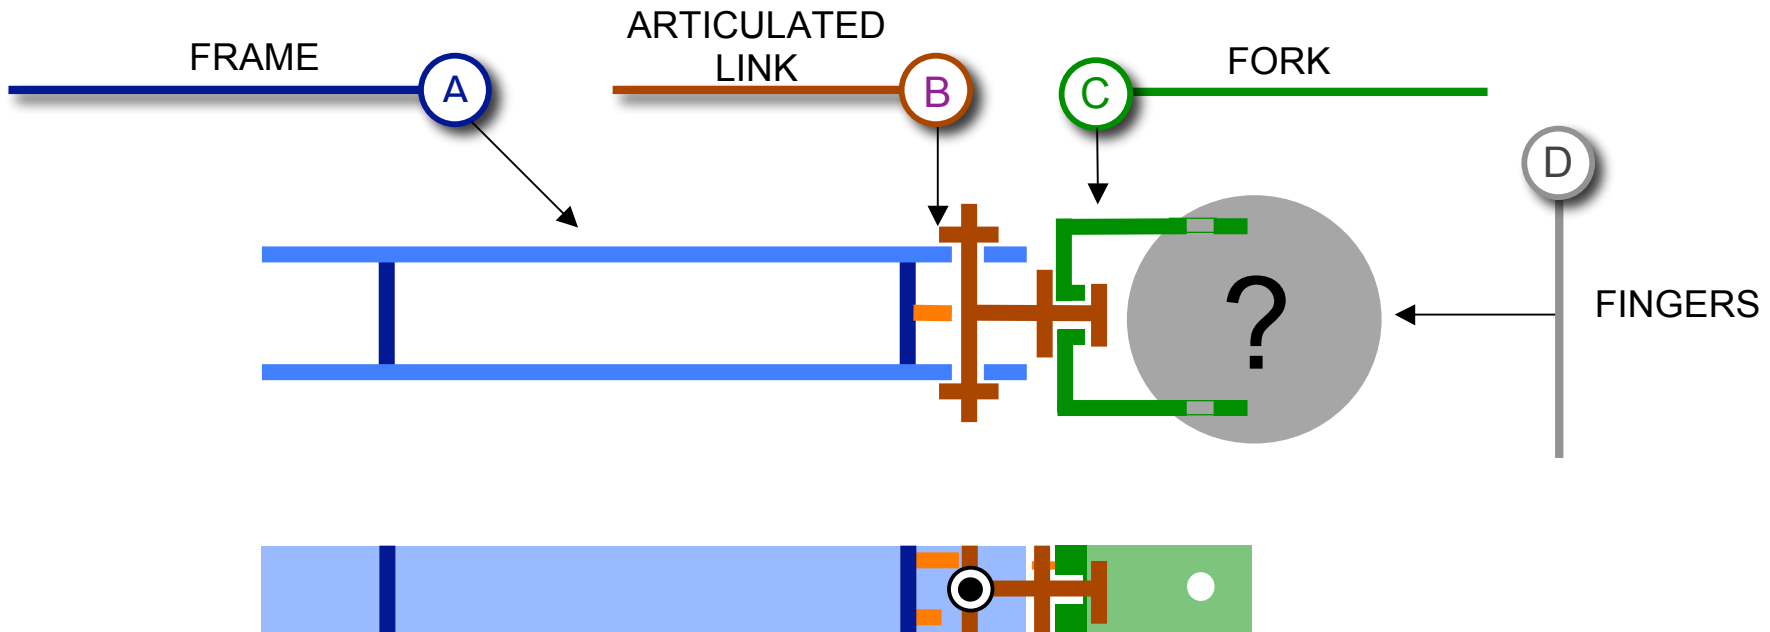 FRAME
A
ARTICULATED
LINK
B
C
FORK
D
FINGERS
?